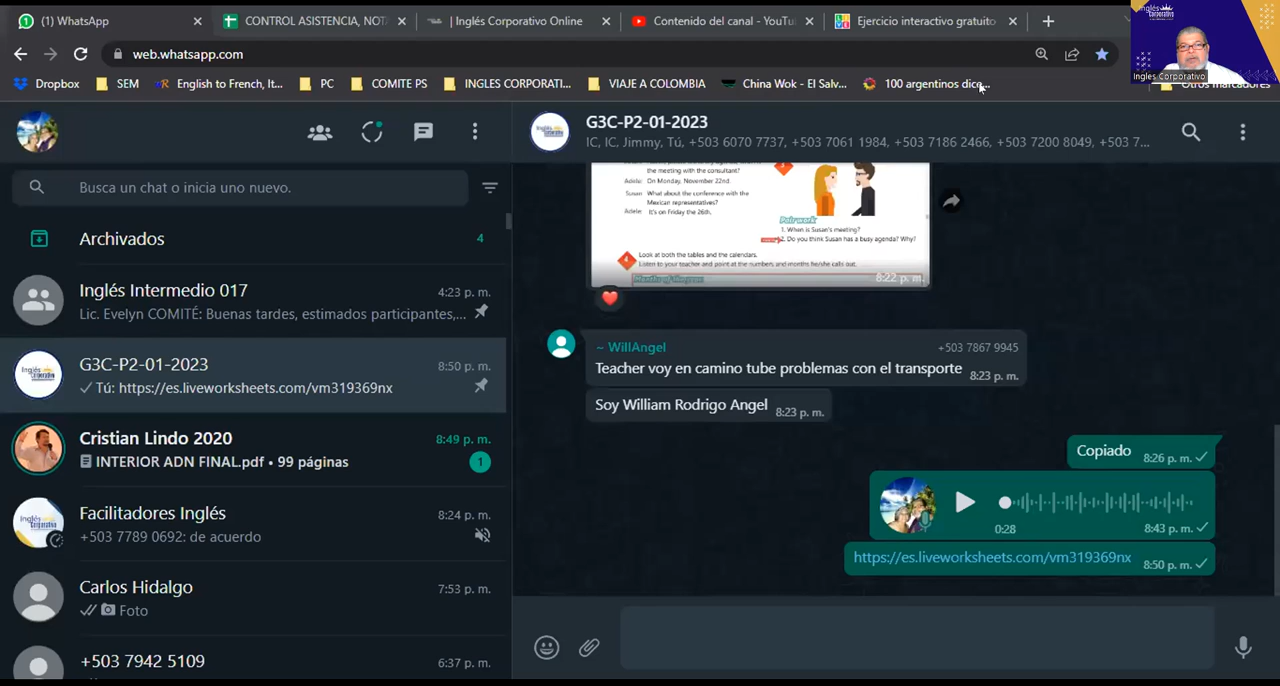 (1) WhatsApp
CONTROL ASISTENCIA, NOT
| Inglés Corporativo Online
Contenido del canal - YouTu
Ejercicio interactivo gratuito
web.whatsapp.com
Inglés Corporativo
Dropbox
SEM
English to French, It...
PC
COMITE PS
INGLES CORPORATI...
VIAJE A COLOMBIA
China Wok - El Salv...
100 argentinos dice...
Otros marcadores
G3C-P2-01-2023
IC, IC. Jimmy, Tú, +503 6070 7737, +503 7061 1984, +503 7186 2466, +503 7200 8049, +503 7...
Busca un chat o inicia uno nuevo.
Archivados
4
Inglés Intermedio 017
4:23 p. m.
Lic. Evelyn COMITÉ: Buenas tardes, estimados participantes,...
G3C-P2-01-2023
8:50 p. m.
Tú: https://es.liveworksheets.com/vm319369nx
Cristian Lindo 2020
8:49 p. m.
INTERIOR ADN FINAL.pdf • 99 páginas
1
Facilitadores Inglés
8:24 p. m.
+503 7789 0692: de acuerdo
Carlos Hidalgo
7:53 p. m.
Foto
+503 7942 5109
6:37 p. m.
the meeting with the consultant?
Adele: On Monday, November 22nd.
Susan: What about the conference with the
Mexican representatives?
Adele: It's on Friday the 26th.
Pair work
1. When is Susan's meeting?
2. Do you think Susan has a busy agenda? Why?
4
Look at both the tables and the calendars.
Listen to your teacher and point at the numbers and months he/she calls out.
Months of the year
8:22 p. m.
~ WillAngel
+503 7867 9945
Teacher voy en camino tube problemas con el transporte
8:23 p. m.
Soy William Rodrigo Angel
8:23 p. m.
Copiado
8:26 p. m.
0:28
8:43 p. m.
https://es.liveworksheets.com/vm319369nx
8:50 p. m.